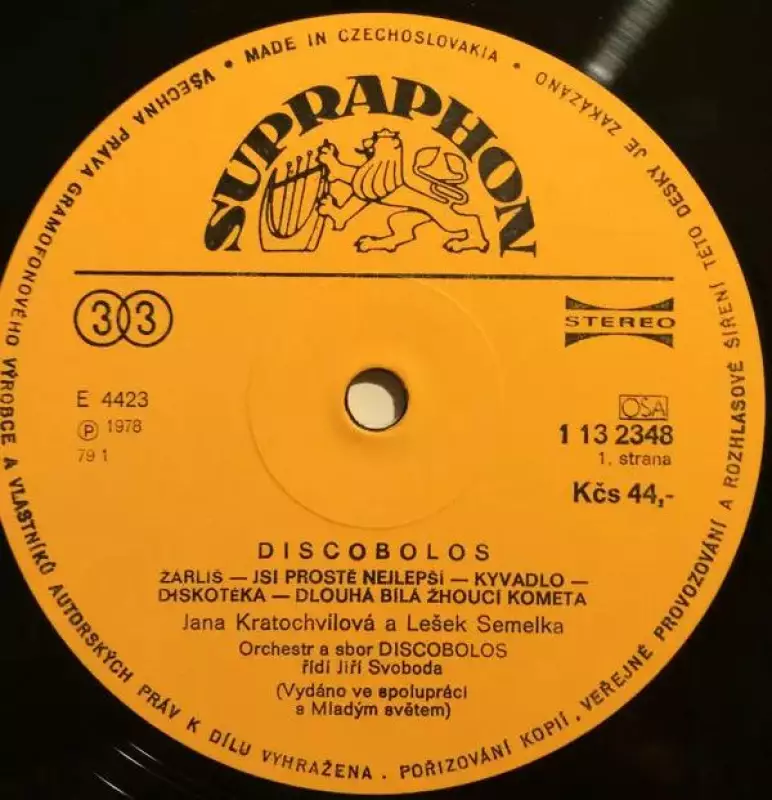 SUPRAPHON
33
STEREO
E 4423
Ⓟ 1978
79 1
OSA
1 13 2348
1. strana
Kčs 44,-
DISCOBOLOS
ŽÁRLÍŠ — JSI PROSTĚ NEJLEPŠÍ — KYVADLO —
DISKOTÉKA — DLOUHÁ BÍLÁ ŽHOUCÍ KOMETA
Jana Kratochvílová a Lešek Semelka
Orchestr a sbor DISCOBOLOS
řídí Jiří Svoboda
(Vydáno ve spolupráci
s Mladým světem)
• MADE IN CZECHOSLOVAKIA •
VŠECHNA PRÁVA GRAMOFONOVÉHO VÝROBCE A VLASTNÍKŮ AUTORSKÝCH PRÁV K DÍLU VYHRAŽENA. POŘIZOVÁNÍ KOPIÍ, VEŘEJNÉ PROVOZOVÁNÍ A ROZHLASOVÉ ŠÍŘENÍ TÉTO DESKY JE ZAKÁZÁNO